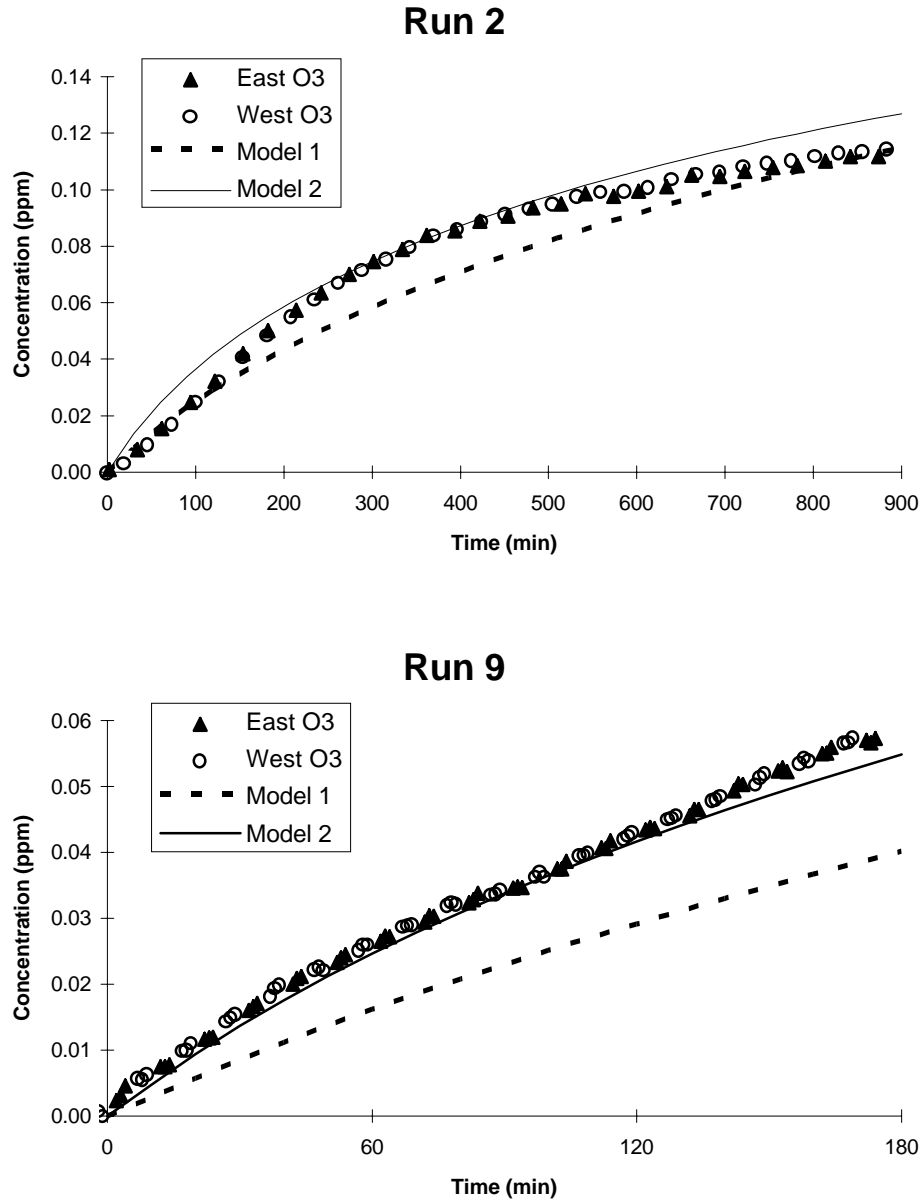 Run 2
East O3
West O3
Model 1
Model 2
Concentration (ppm)
0.14
0.12
0.10
0.08
0.06
0.04
0.02
0.00
0 100 200 300 400 500 600 700 800 900
Time (min)
Run 9
East O3
West O3
Model 1
Model 2
Concentration (ppm)
0.06
0.05
0.04
0.03
0.02
0.01
0.00
0 60 120 180
Time (min)